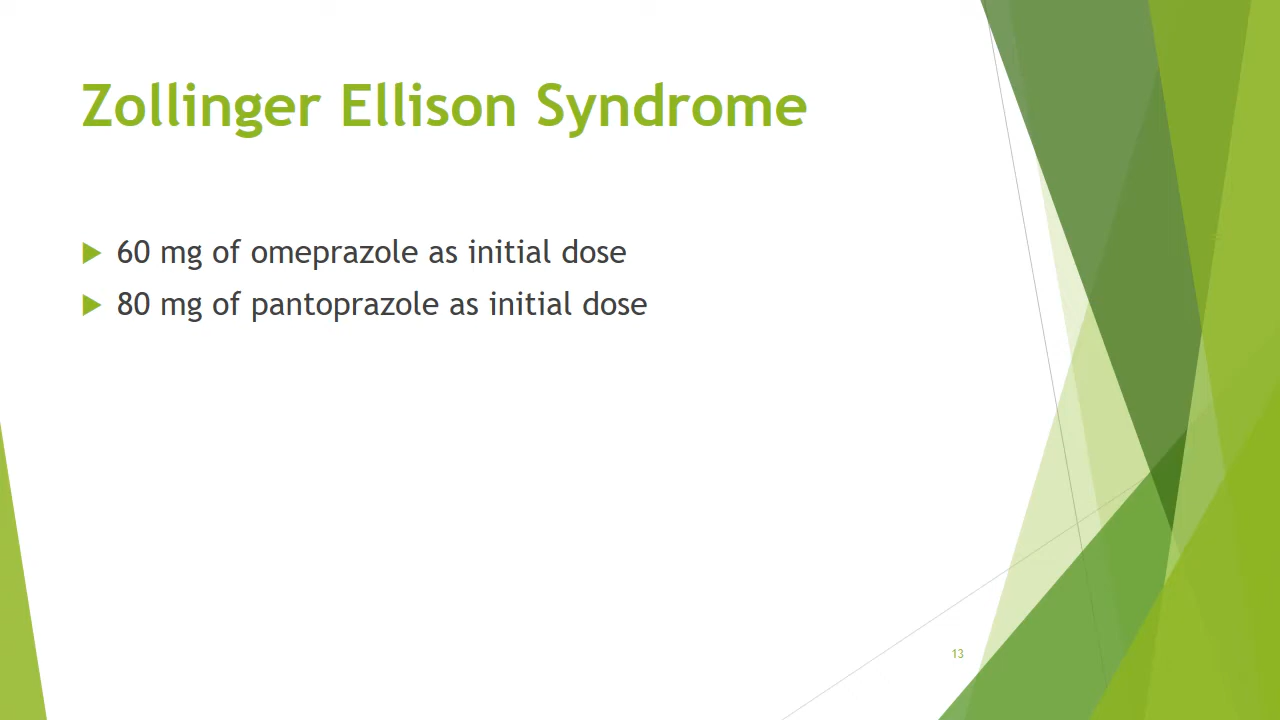 Zollinger Ellison Syndrome
60 mg of omeprazole as initial dose
80 mg of pantoprazole as initial dose
13